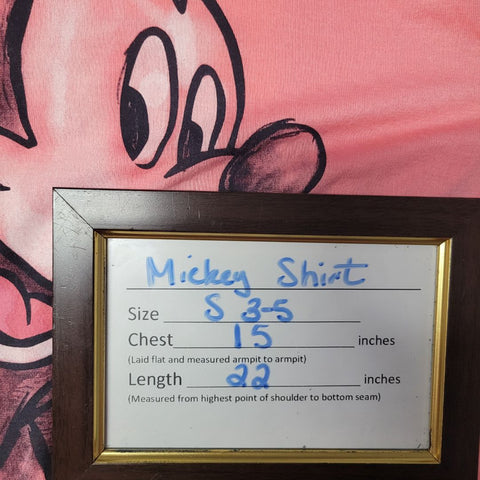 Mickey Shirt
Size S 3-5
Chest 15 inches
(Laid flat and measured armpit to armpit)
Length 22 inches
(Measured from highest point of shoulder to bottom seam)